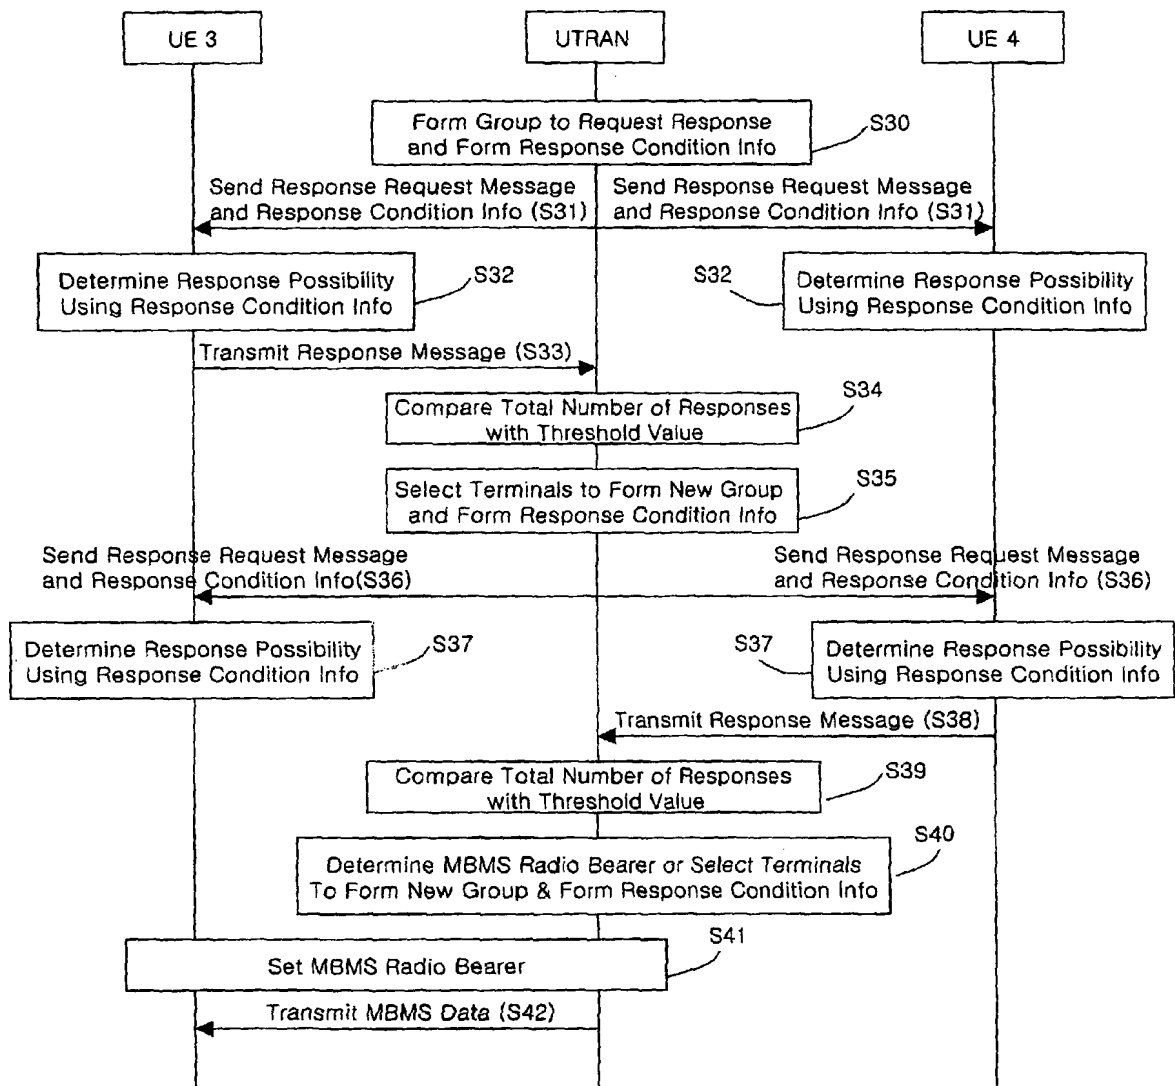 UE 3
UTRAN
UE 4
Form Group to Request Response
and Form Response Condition Info
S30
Send Response Request Message
and Response Condition Info (S31)
Send Response Request Message
and Response Condition Info (S31)
Determine Response Possibility
Using Response Condition Info
S32
S32
Determine Response Possibility
Using Response Condition Info
Transmit Response Message (S33)
Compare Total Number of Responses
with Threshold Value
S34
Select Terminals to Form New Group
and Form Response Condition Info
S35
Send Response Request Message
and Response Condition Info(S36)
Send Response Request Message
and Response Condition Info (S36)
Determine Response Possibility
Using Response Condition Info
S37
S37
Determine Response Possibility
Using Response Condition Info
Transmit Response Message (S38)
Compare Total Number of Responses
with Threshold Value
S39
Determine MBMS Radio Bearer or Select Terminals
To Form New Group & Form Response Condition Info
S40
Set MBMS Radio Bearer
S41
Transmit MBMS Data (S42)